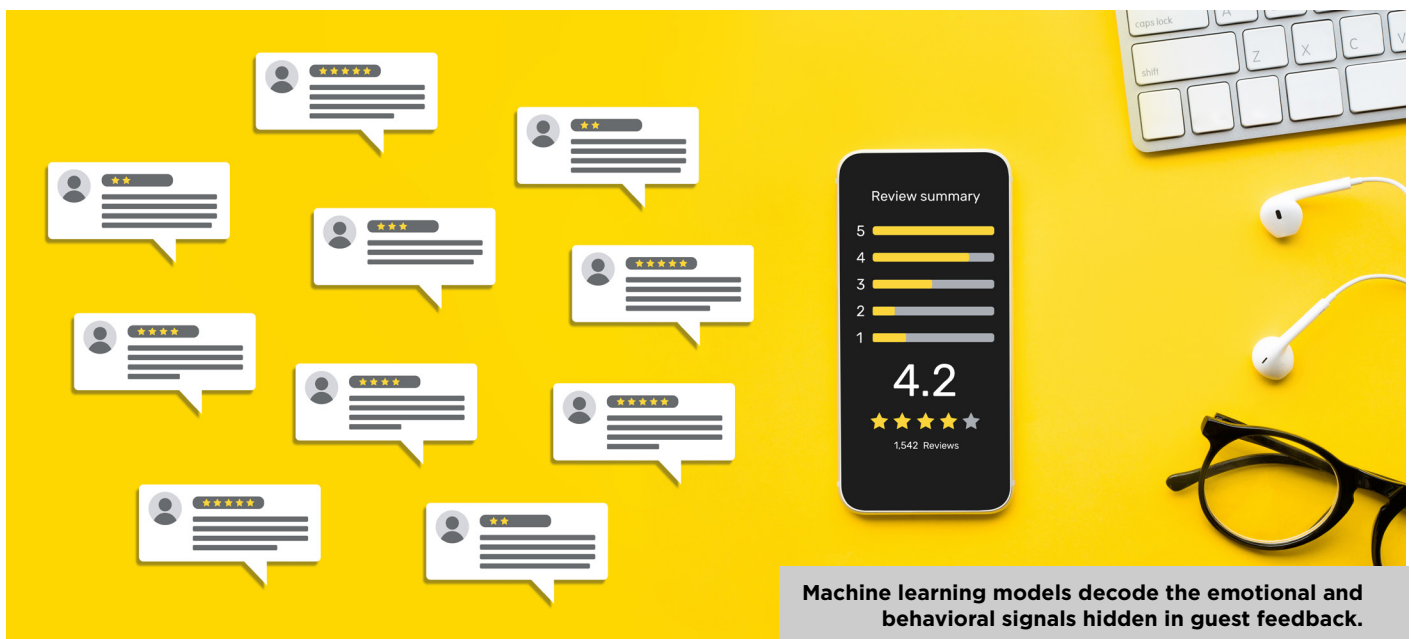 caps lock
A
Z
X
C
V
shift
Review summary
5
4
3
2
1
4.2
1,542 Reviews
Machine learning models decode the emotional and
behavioral signals hidden in guest feedback.